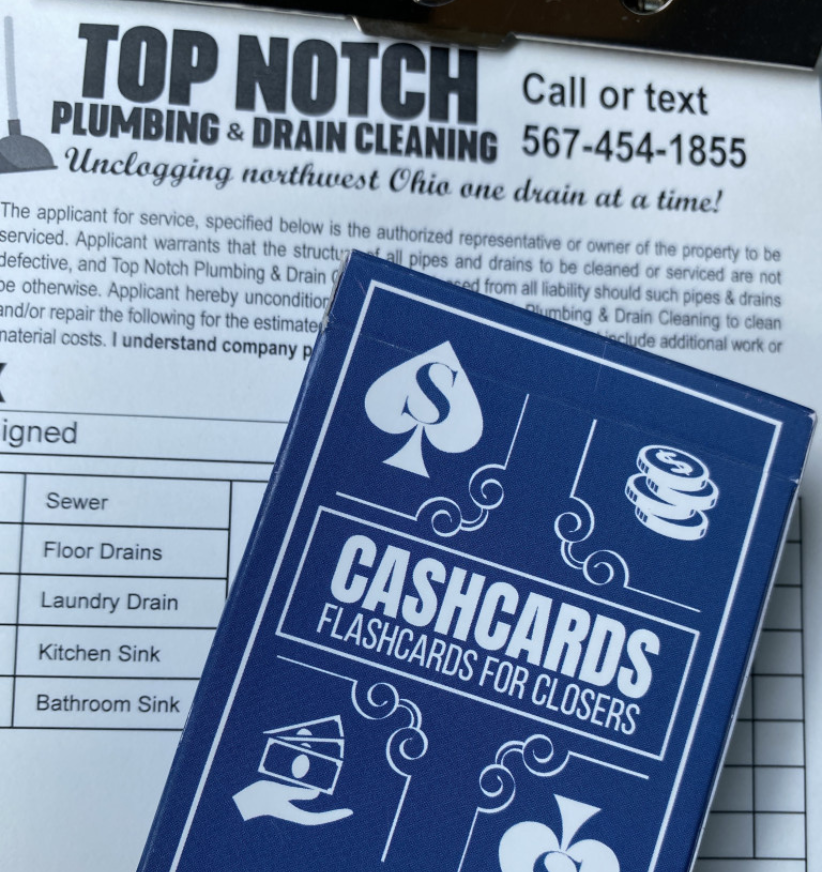 TOP NOTCH
PLUMBING & DRAIN CLEANING
Unclogging northwest Ohio one drain at a time!
Call or text
567-454-1855
The applicant for service, specified below is the authorized representative or owner of the property to be
serviced. Applicant warrants that the of all pipes and drains to be cleaned or serviced are not
defective, and Top Notch Plumbing & Drain from all liability should such pipes & drains
be otherwise. Applicant hereby Plumbing & Drain Cleaning to clean
and/or repair the following for the include additional work or
material costs. I understand company
igned
Sewer
Floor Drains
Laundry Drain
Kitchen Sink
Bathroom Sink
S
CASHCARDS
FLASHCARDS FOR CLOSERS
S